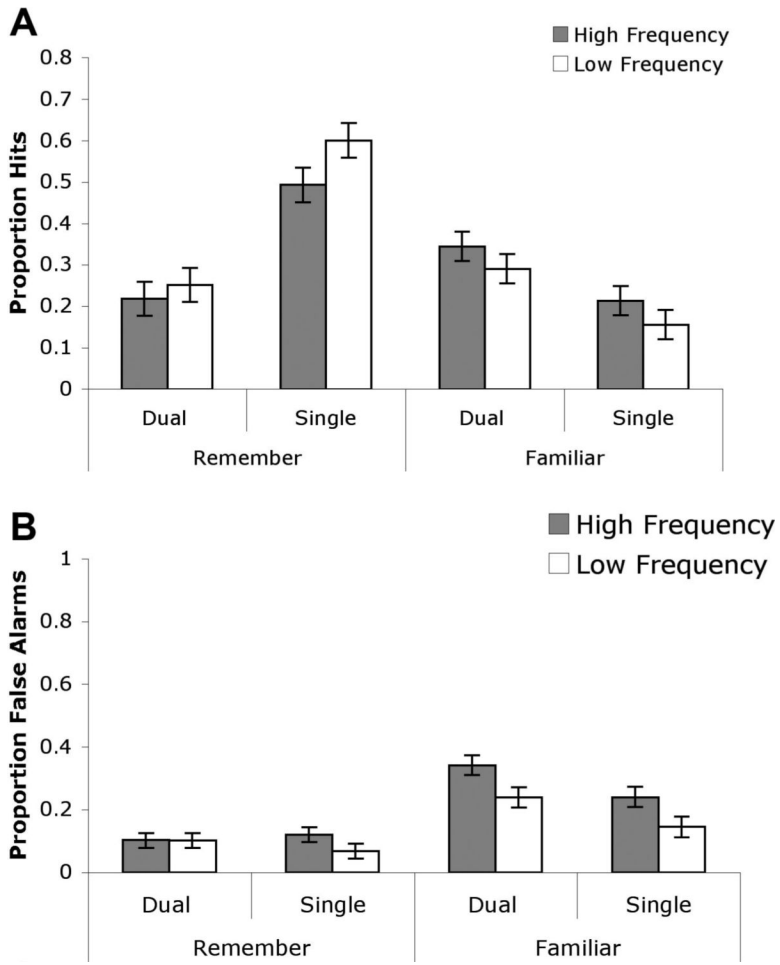 A
High Frequency
Low Frequency
Proportion Hits
0.8
0.7
0.6
0.5
0.4
0.3
0.2
0.1
0
Dual Single Dual Single
Remember Familiar
B
High Frequency
Low Frequency
Proportion False Alarms
1
0.8
0.6
0.4
0.2
0
Dual Single Dual Single
Remember Familiar